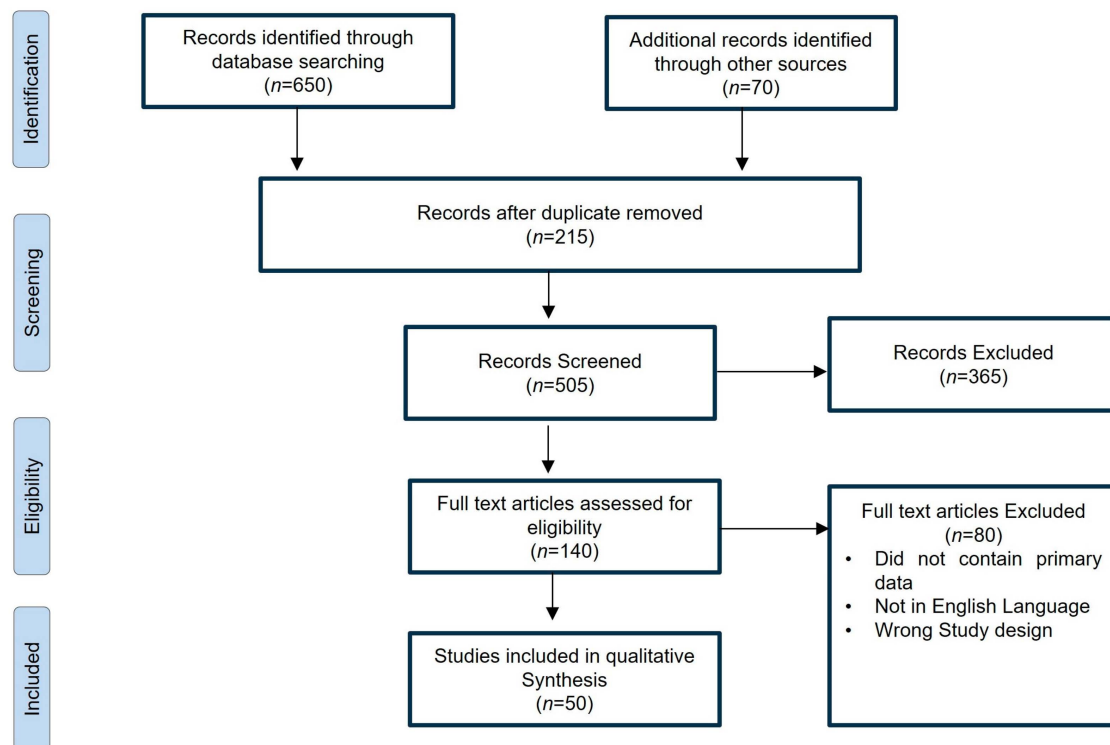 Identification
Records identified through
database searching
(n=650)
Additional records identified
through other sources
(n=70)
Records after duplicate removed
(n=215)
Screening
Records Screened
(n=505)
Records Excluded
(n=365)
Eligibility
Full text articles assessed for
eligibility
(n=140)
Full text articles Excluded
(n=80)
• Did not contain primary
data
• Not in English Language
• Wrong Study design
Included
Studies included in qualitative
Synthesis
(n=50)